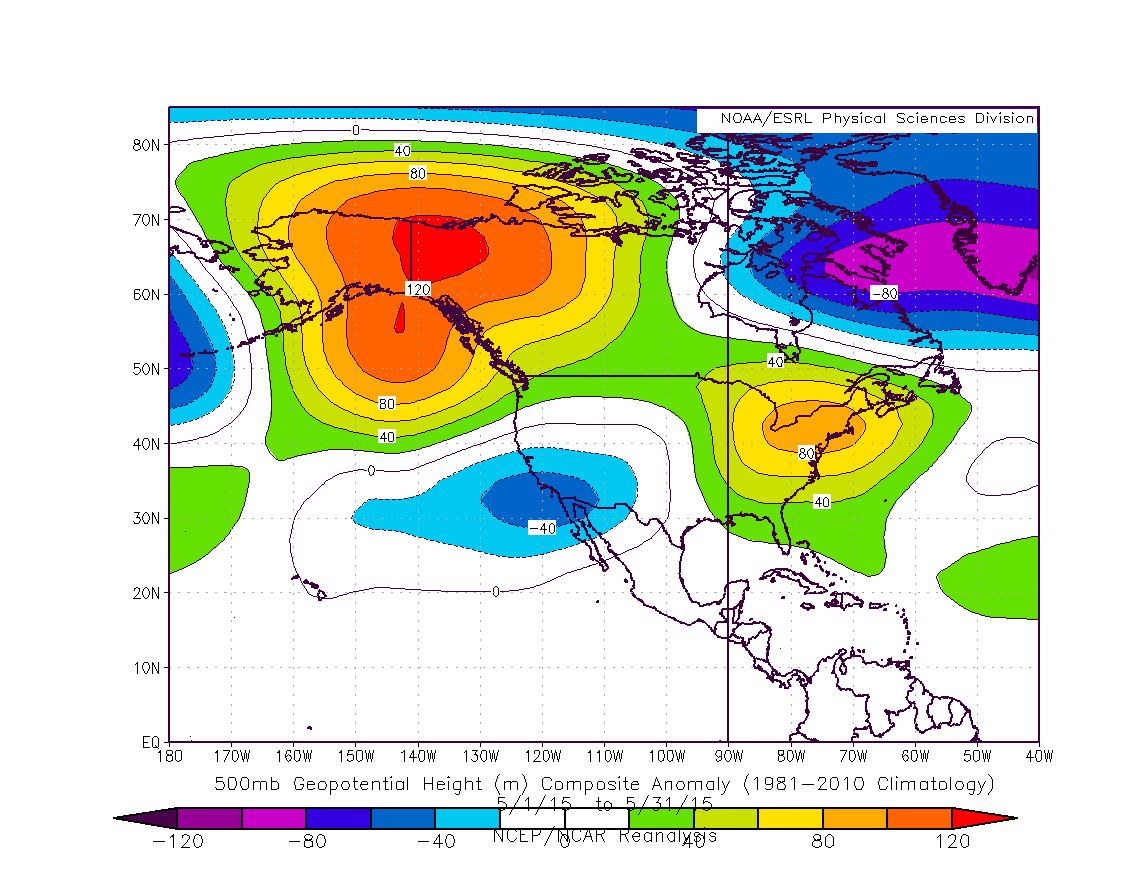 NOAA/ESRL Physical Sciences Division
0
80N
40
80
70N
120
60N
−80
50N
40
80
40
40N
80
0
40
30N
−40
20N
0
10N
EQ
180 170W 160W 150W 140W 130W 120W 110W 100W 90W 80W 70W 60W 50W 40W
500mb Geopotential Height (m) Composite Anomaly (1981−2010 Climatology)
5/1/15 to 5/31/15
NCEP/NCAR Reanalysis
−120 −80 −40 0 40 80 120